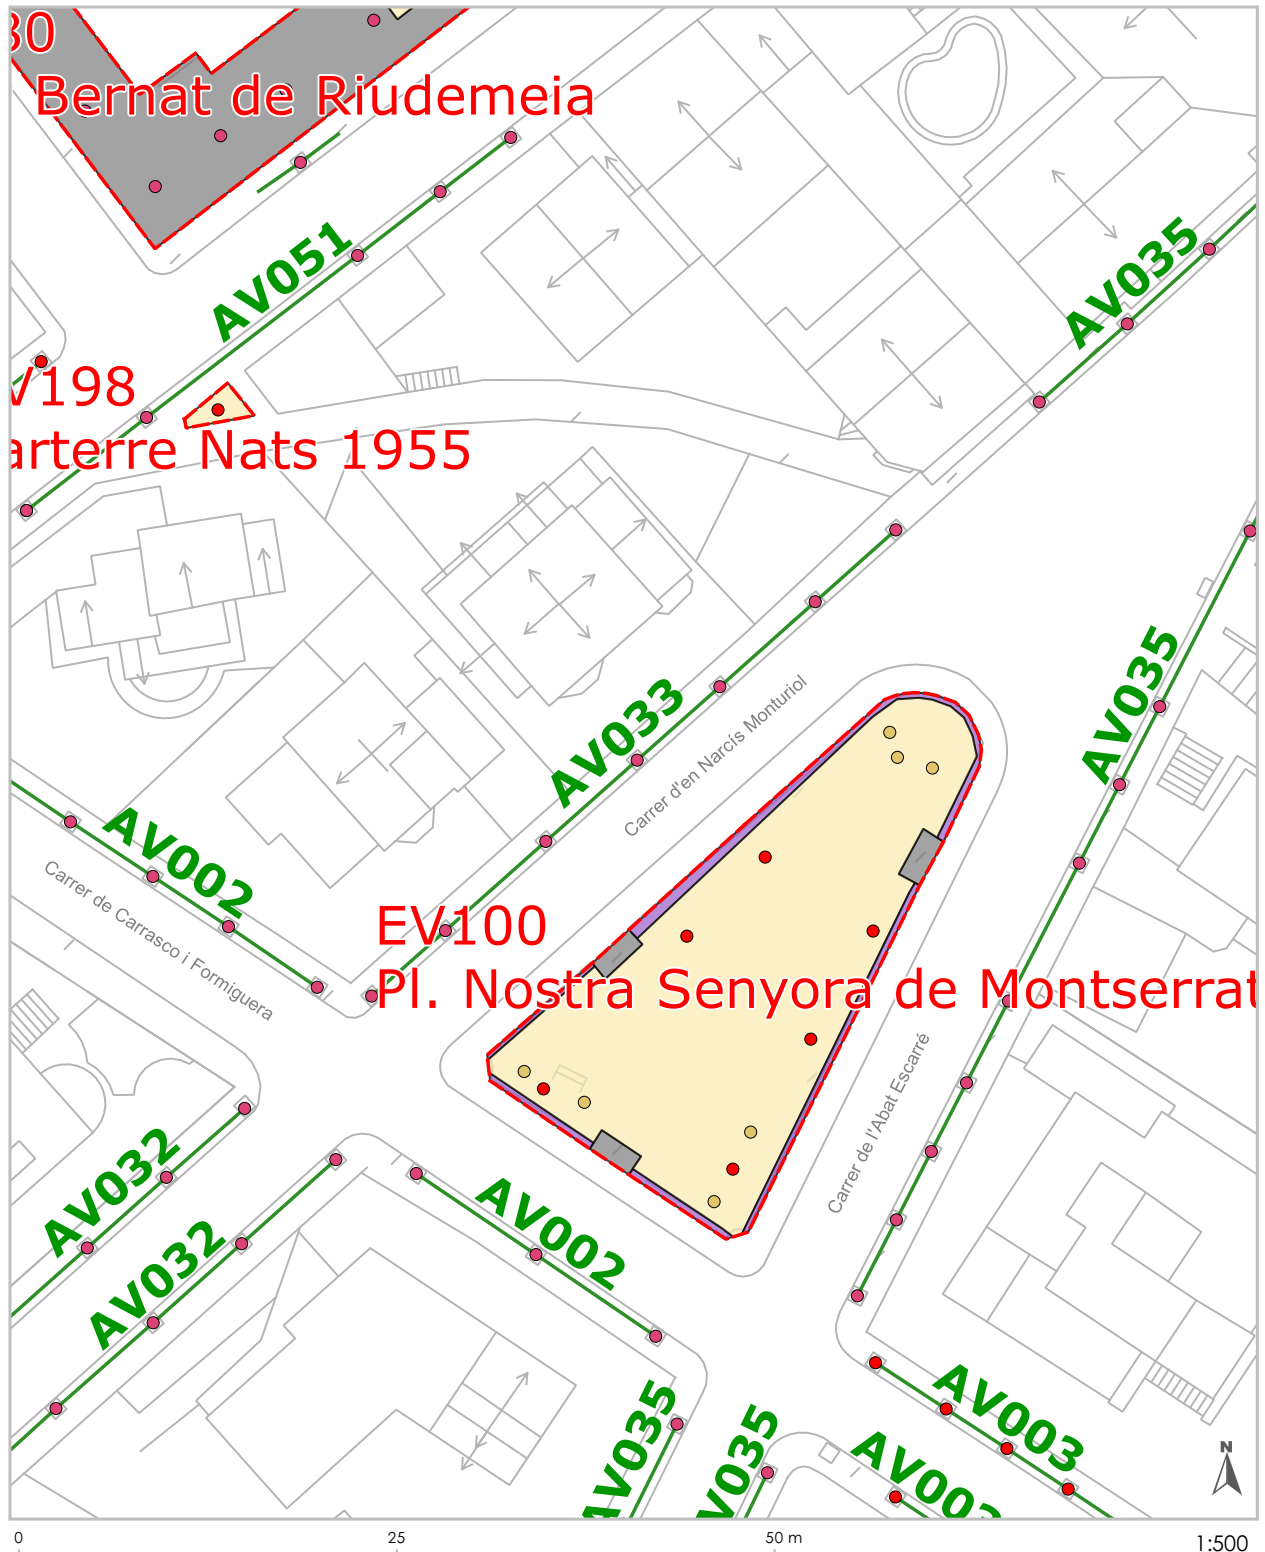 30
Bernat de Riudemeia
AV051
AV035
V198
arterre Nats 1955
AV033
Carrer d'en Narcís Monturiol
AV035
AV002
Carrer de Carrasco i Formiguera
EV100
Pl. Nostra Senyora de Montserrat
Carrer de l'Abat Escarré
AV032
AV032
AV002
AV035
V035
AV003
AV003
N
0
25
50 m
1:500